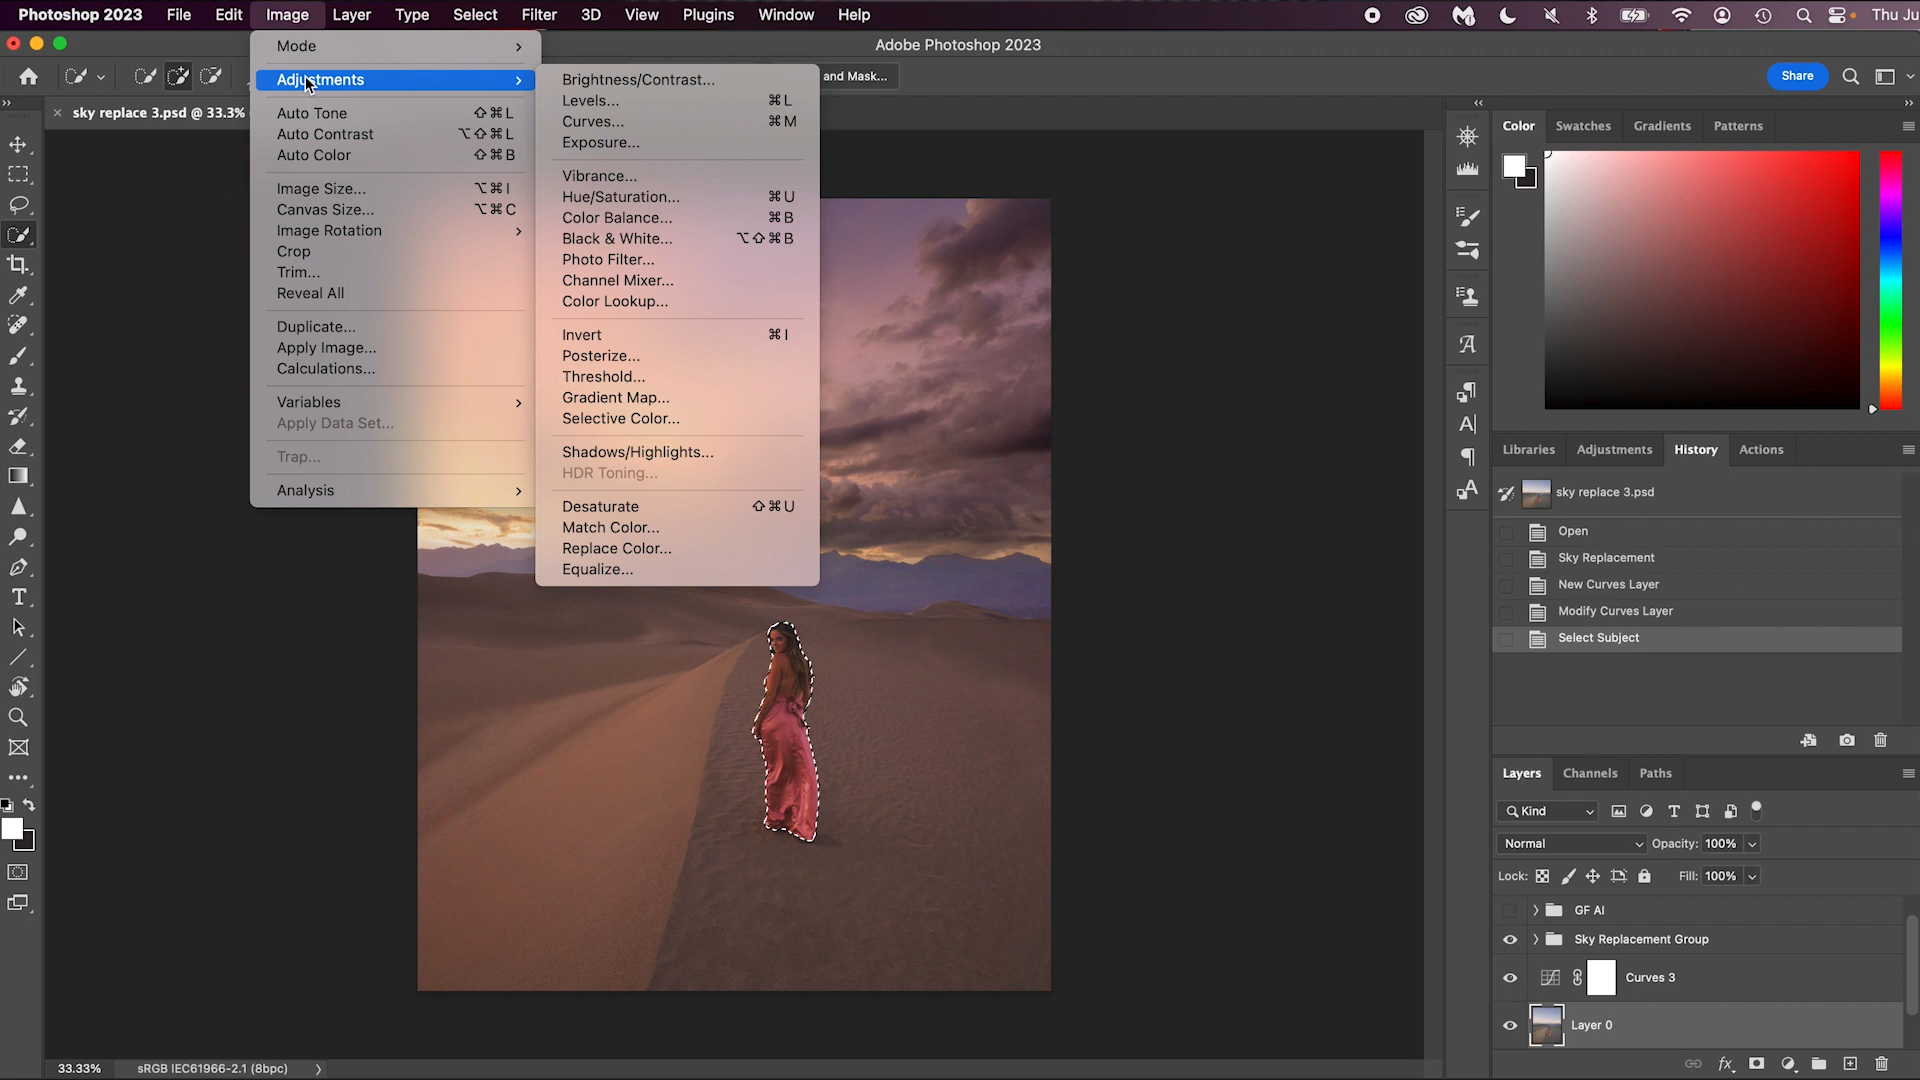 Photoshop 2023 File Edit Image Layer Type Select Filter 3D View Plugins Window Help Thu Ju
Adobe Photoshop 2023
and Mask... Share
sky replace 3.psd @ 33.3%
Mode
Adjustments
Auto Tone ⇧⌘L
Auto Contrast ⌥⇧⌘L
Auto Color ⇧⌘B
Image Size... ⌥⌘I
Canvas Size... ⌥⌘C
Image Rotation
Crop
Trim...
Reveal All
Duplicate...
Apply Image...
Calculations...
Variables
Apply Data Set...
Trap...
Analysis
Brightness/Contrast...
Levels... ⌘L
Curves... ⌘M
Exposure...
Vibrance...
Hue/Saturation... ⌘U
Color Balance... ⌘B
Black & White... ⌥⇧⌘B
Photo Filter...
Channel Mixer...
Color Lookup...
Invert ⌘I
Posterize...
Threshold...
Gradient Map...
Selective Color...
Shadows/Highlights...
HDR Toning...
Desaturate ⇧⌘U
Match Color...
Replace Color...
Equalize...
Color Swatches Gradients Patterns
Libraries Adjustments History Actions
sky replace 3.psd
Open
Sky Replacement
New Curves Layer
Modify Curves Layer
Select Subject
Layers Channels Paths
Kind
Normal Opacity: 100%
Lock: Fill: 100%
GF AI
Sky Replacement Group
Curves 3
Layer 0
33.33% sRGB IEC61966-2.1 (8bpc)